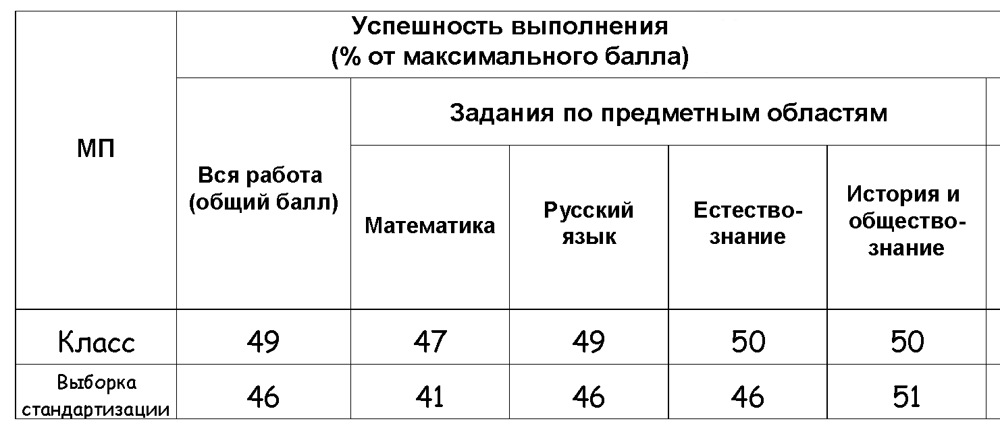 Успешность выполнения
(% от максимального балла)
МП
Вся работа
(общий балл)
Задания по предметным областям
Математика
Русский
язык
Естество-
знание
История и
общество-
знание
Класс 49 47 49 50 50
Выборка
стандартизации 46 41 46 46 51